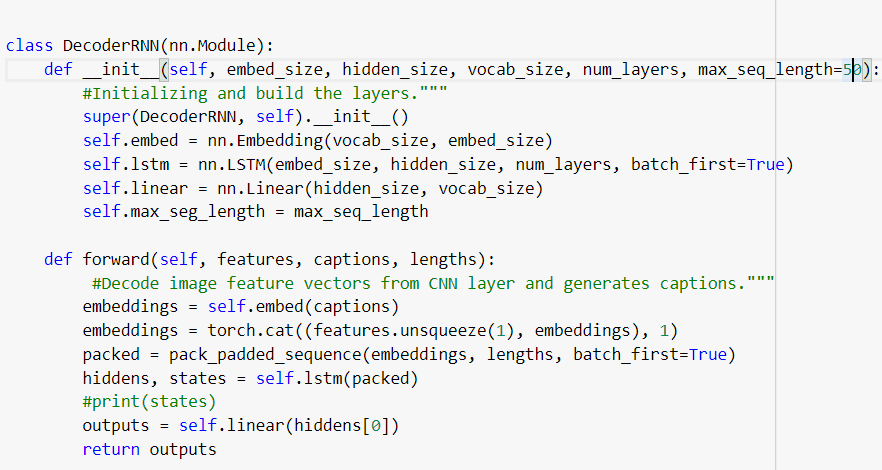 class DecoderRNN(nn.Module):
    def __init__(self, embed_size, hidden_size, vocab_size, num_layers, max_seq_length=50):
        #Initializing and build the layers."""
        super(DecoderRNN, self).__init__()
        self.embed = nn.Embedding(vocab_size, embed_size)
        self.lstm = nn.LSTM(embed_size, hidden_size, num_layers, batch_first=True)
        self.linear = nn.Linear(hidden_size, vocab_size)
        self.max_seg_length = max_seq_length

    def forward(self, features, captions, lengths):
         #Decode image feature vectors from CNN layer and generates captions."""
        embeddings = self.embed(captions)
        embeddings = torch.cat((features.unsqueeze(1), embeddings), 1)
        packed = pack_padded_sequence(embeddings, lengths, batch_first=True)
        hiddens, states = self.lstm(packed)
        #print(states)
        outputs = self.linear(hiddens[0])
        return outputs